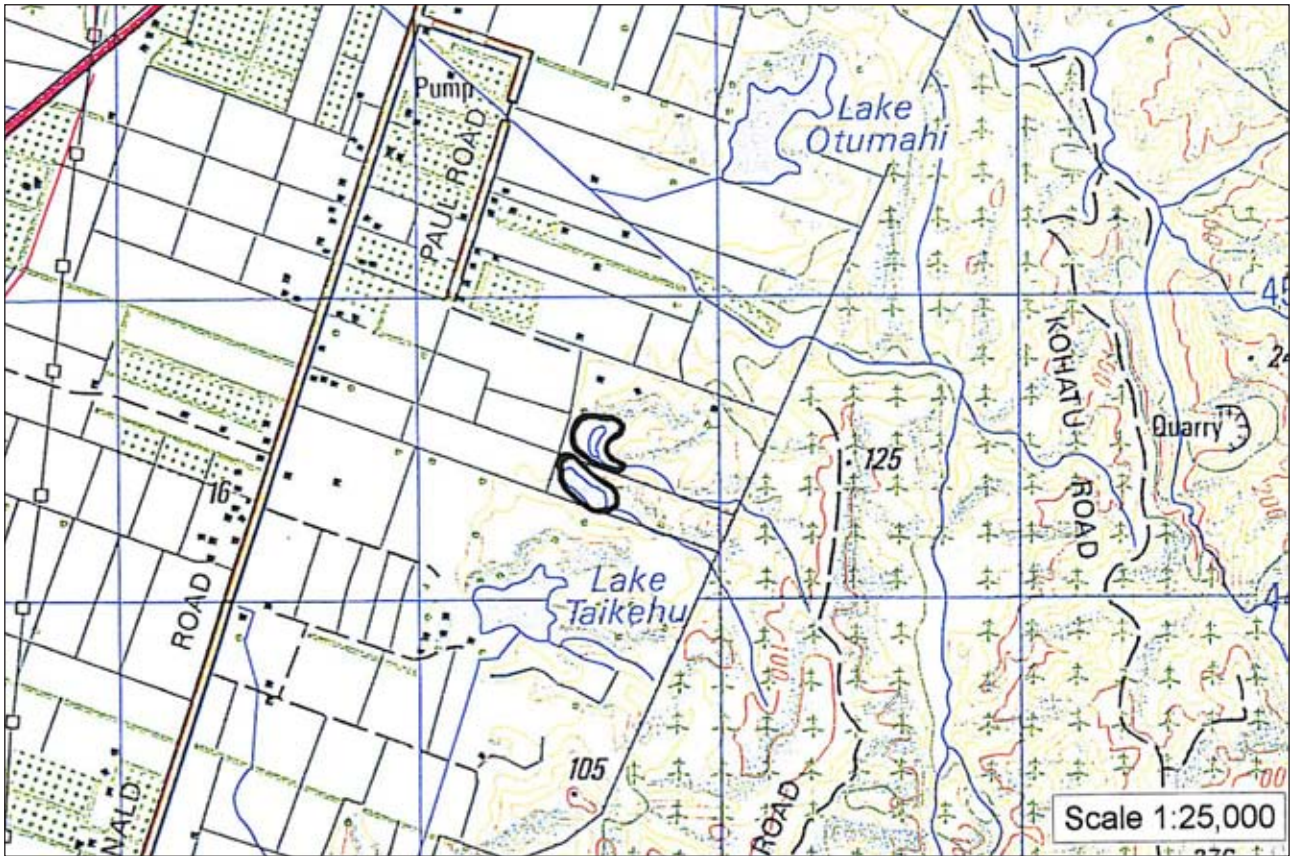 Pump
Lake
Otumahi
PAUL ROAD
45
KOHATU ROAD
Quarry
125
16
ROAD
Lake
Taikehu
100
105
ROAD
NALD
Scale 1:25,000